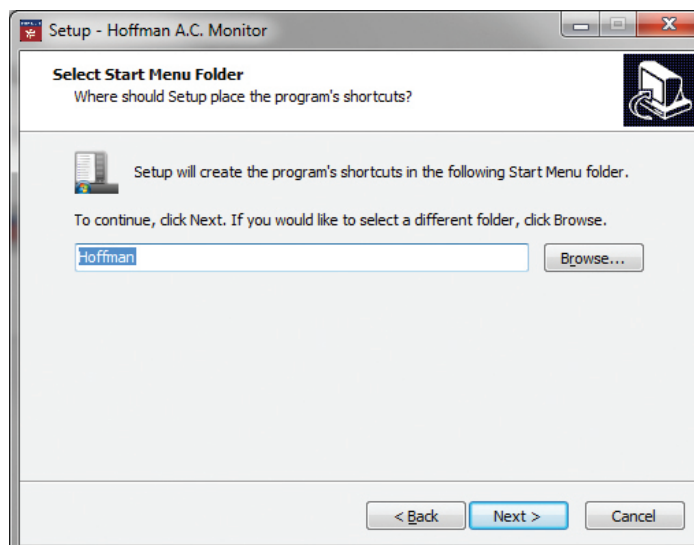 Setup - Hoffman A.C. Monitor
Select Start Menu Folder
Where should Setup place the program's shortcuts?
Setup will create the program's shortcuts in the following Start Menu folder.
To continue, click Next. If you would like to select a different folder, click Browse.
Hoffman Browse...
< Back Next > Cancel